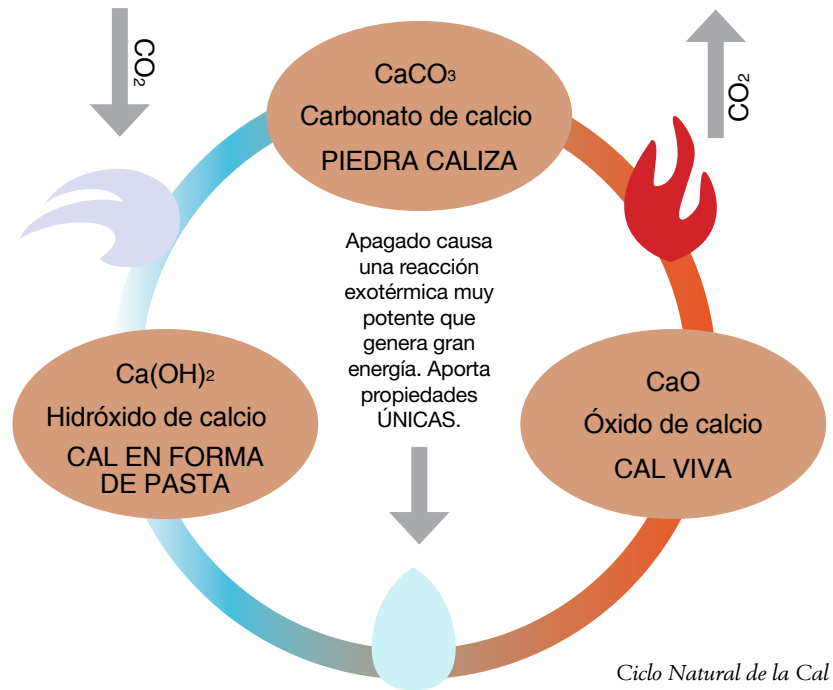 CO₂
CaCO₃
Carbonato de calcio
PIEDRA CALIZA
CO₂
Apagado causa
una reacción
exotérmica muy
potente que
genera gran
energía. Aporta
propiedades
ÚNICAS.
Ca(OH)₂
Hidróxido de calcio
CAL EN FORMA
DE PASTA
CaO
Óxido de calcio
CAL VIVA
Ciclo Natural de la Cal